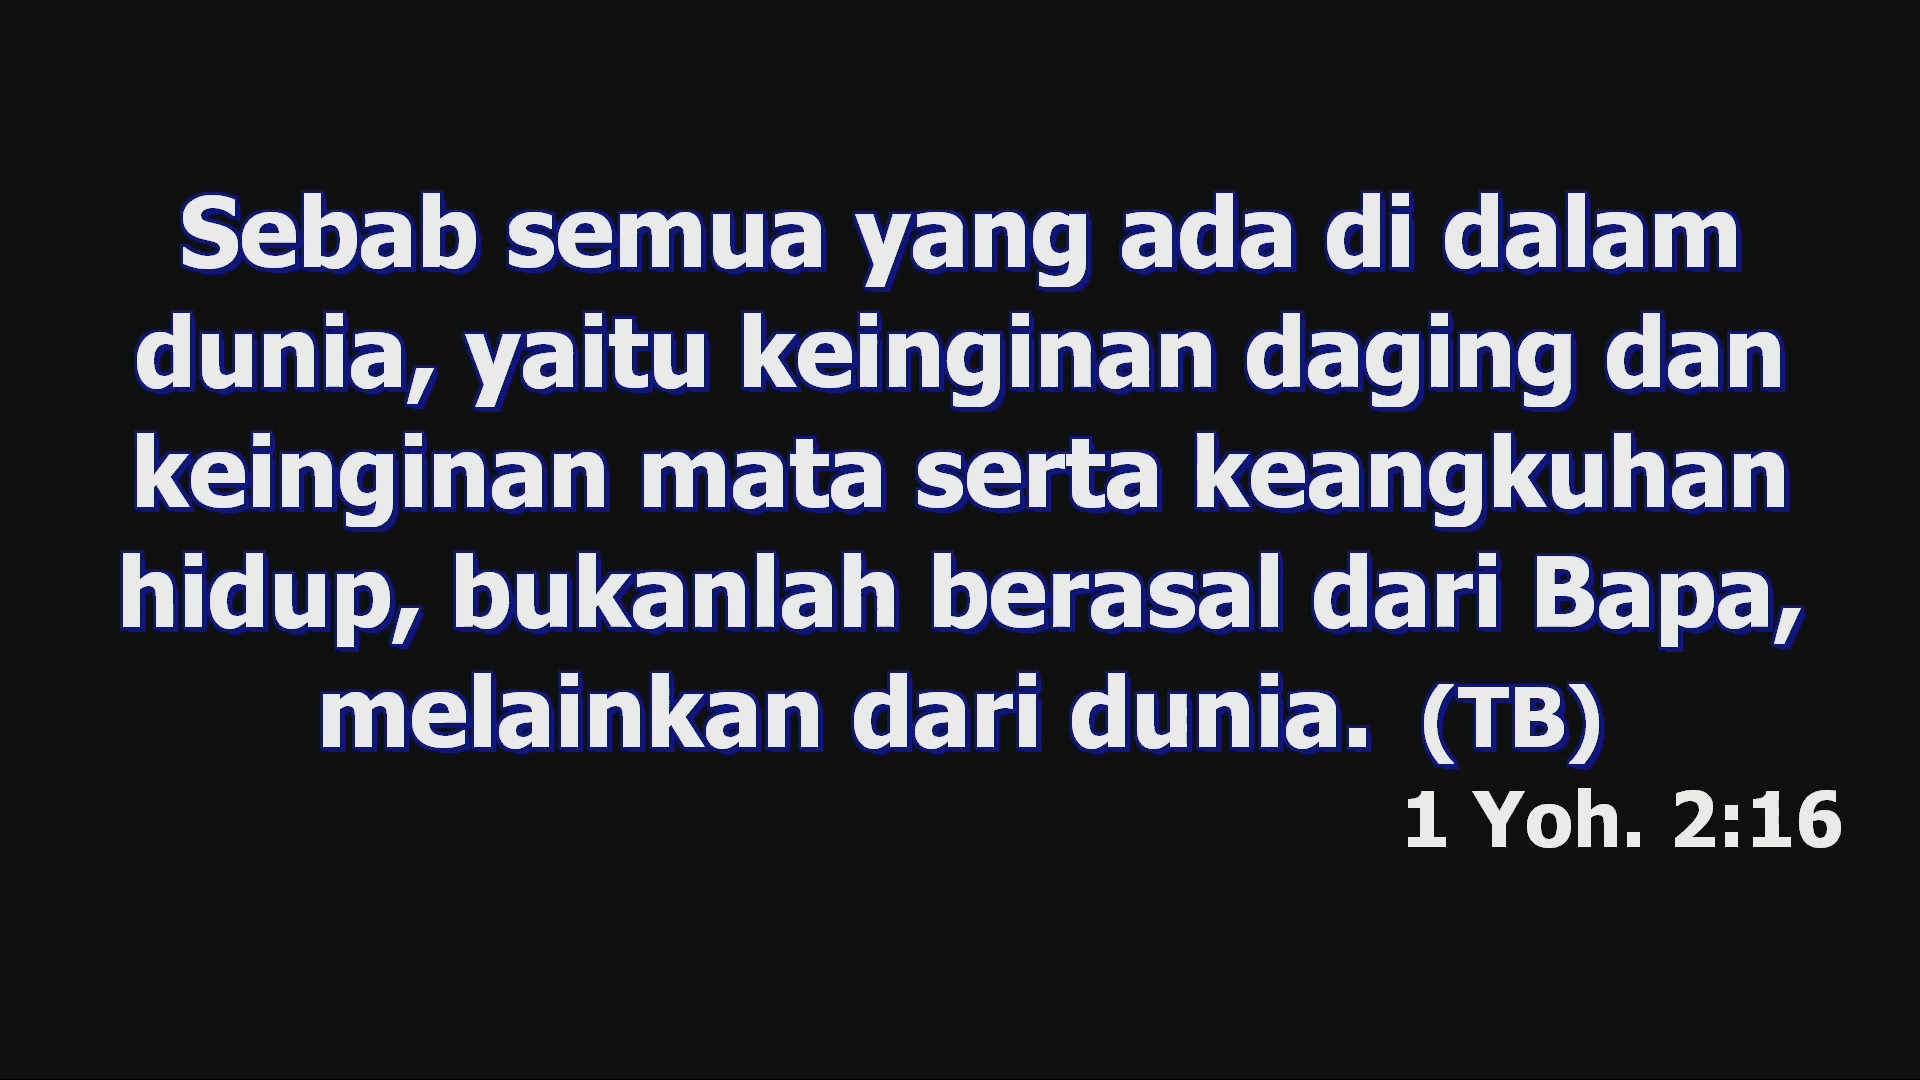 Sebab semua yang ada di dalam
dunia, yaitu keinginan daging dan
keinginan mata serta keangkuhan
hidup, bukanlah berasal dari Bapa,
melainkan dari dunia. (TB)
1 Yoh. 2:16